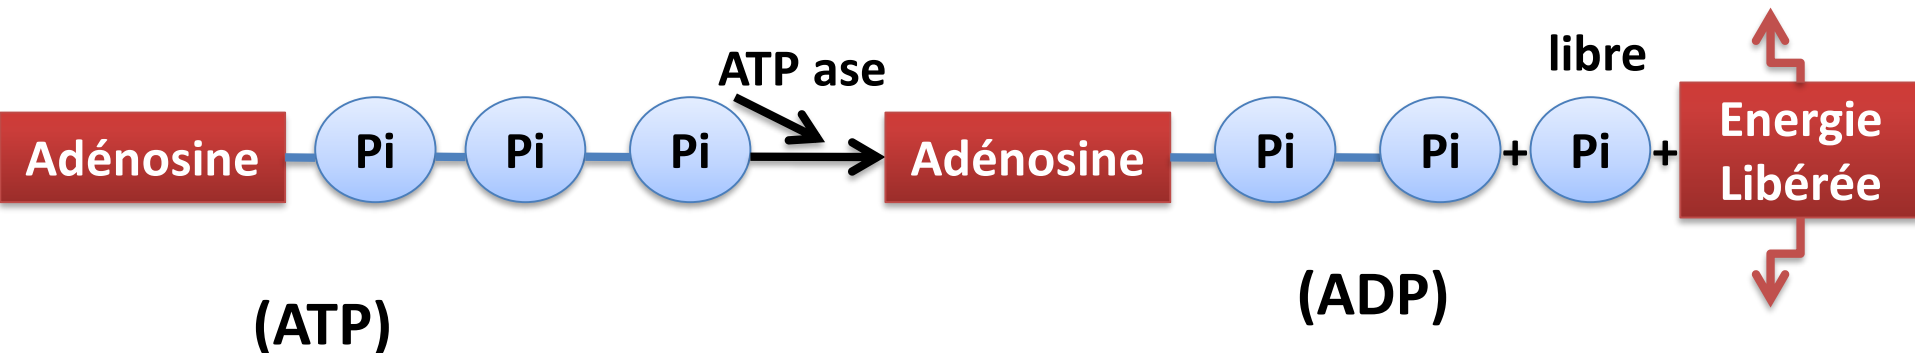 ATP ase
libre
Adénosine Pi Pi Pi Adénosine Pi Pi + Pi + Energie
Libérée
(ATP)
(ADP)